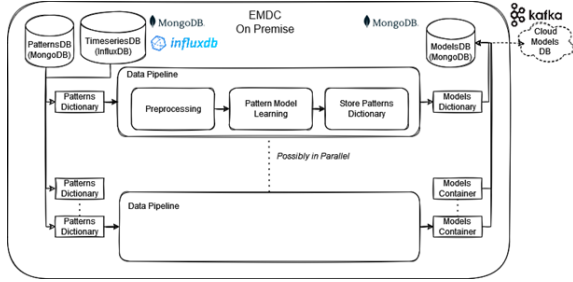 MongoDB.
influxdb
EMDC
On Premise
MongoDB.
kafka
PatternsDB
(MongoDB)
TimeseriesDB
(InfluxDB)
ModelsDB
(MongoDB)
Cloud
Models
DB
Data Pipeline
Patterns
Dictionary
Preprocessing
Pattern Model
Learning
Store Patterns
Dictionary
Models
Dictionary
Possibly in Parallel
Patterns
Dictionary
Models
Container
Data Pipeline
Patterns
Dictionary
Models
Container